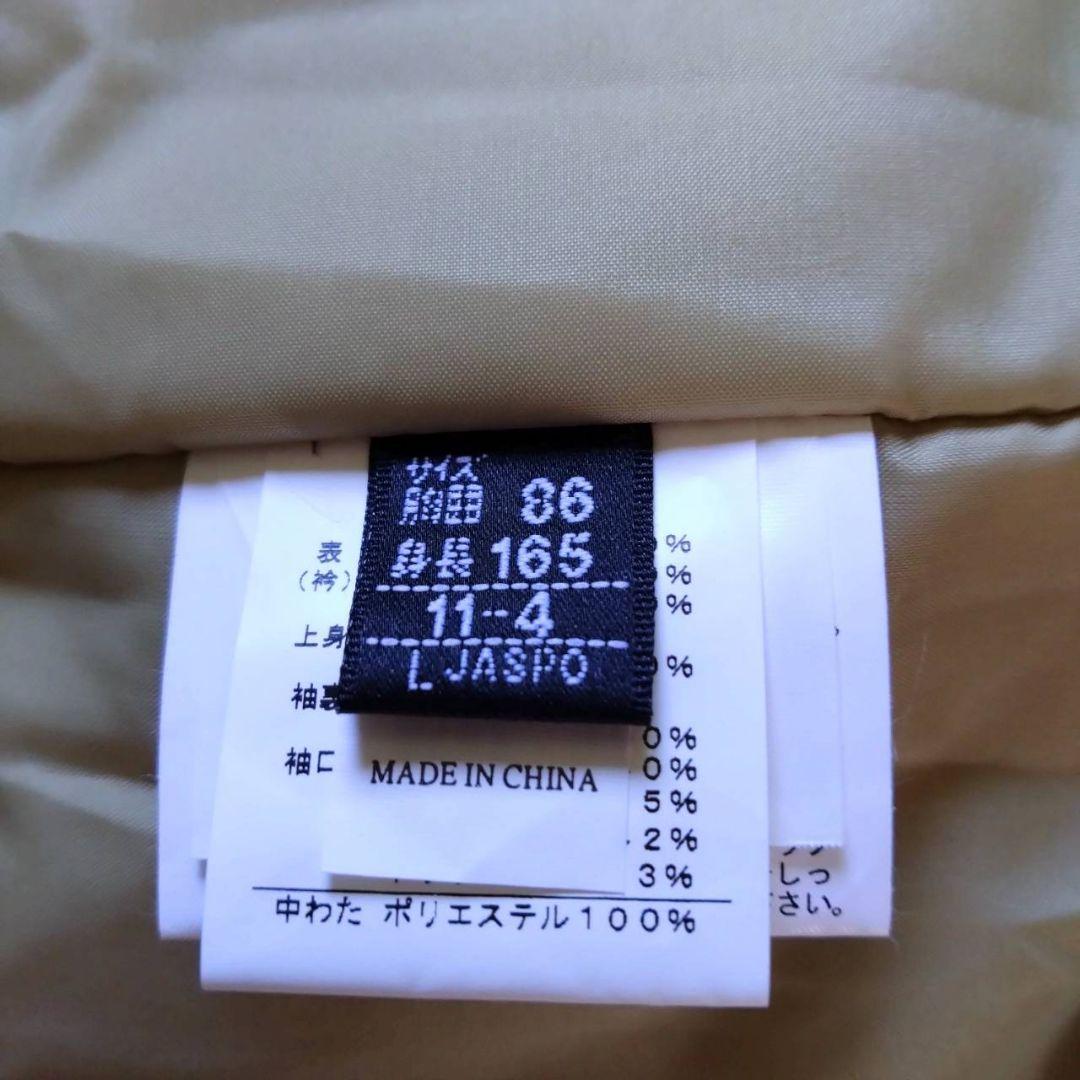 サイズ
胸囲 86
身長 165
11-4
L JASPO
MADE IN CHINA
表
%
(衿)
%
%
上身
%
袖裏
0%
袖口
0%
5%
2%
3%
中わた ポリエステル100%
しっ
さい。